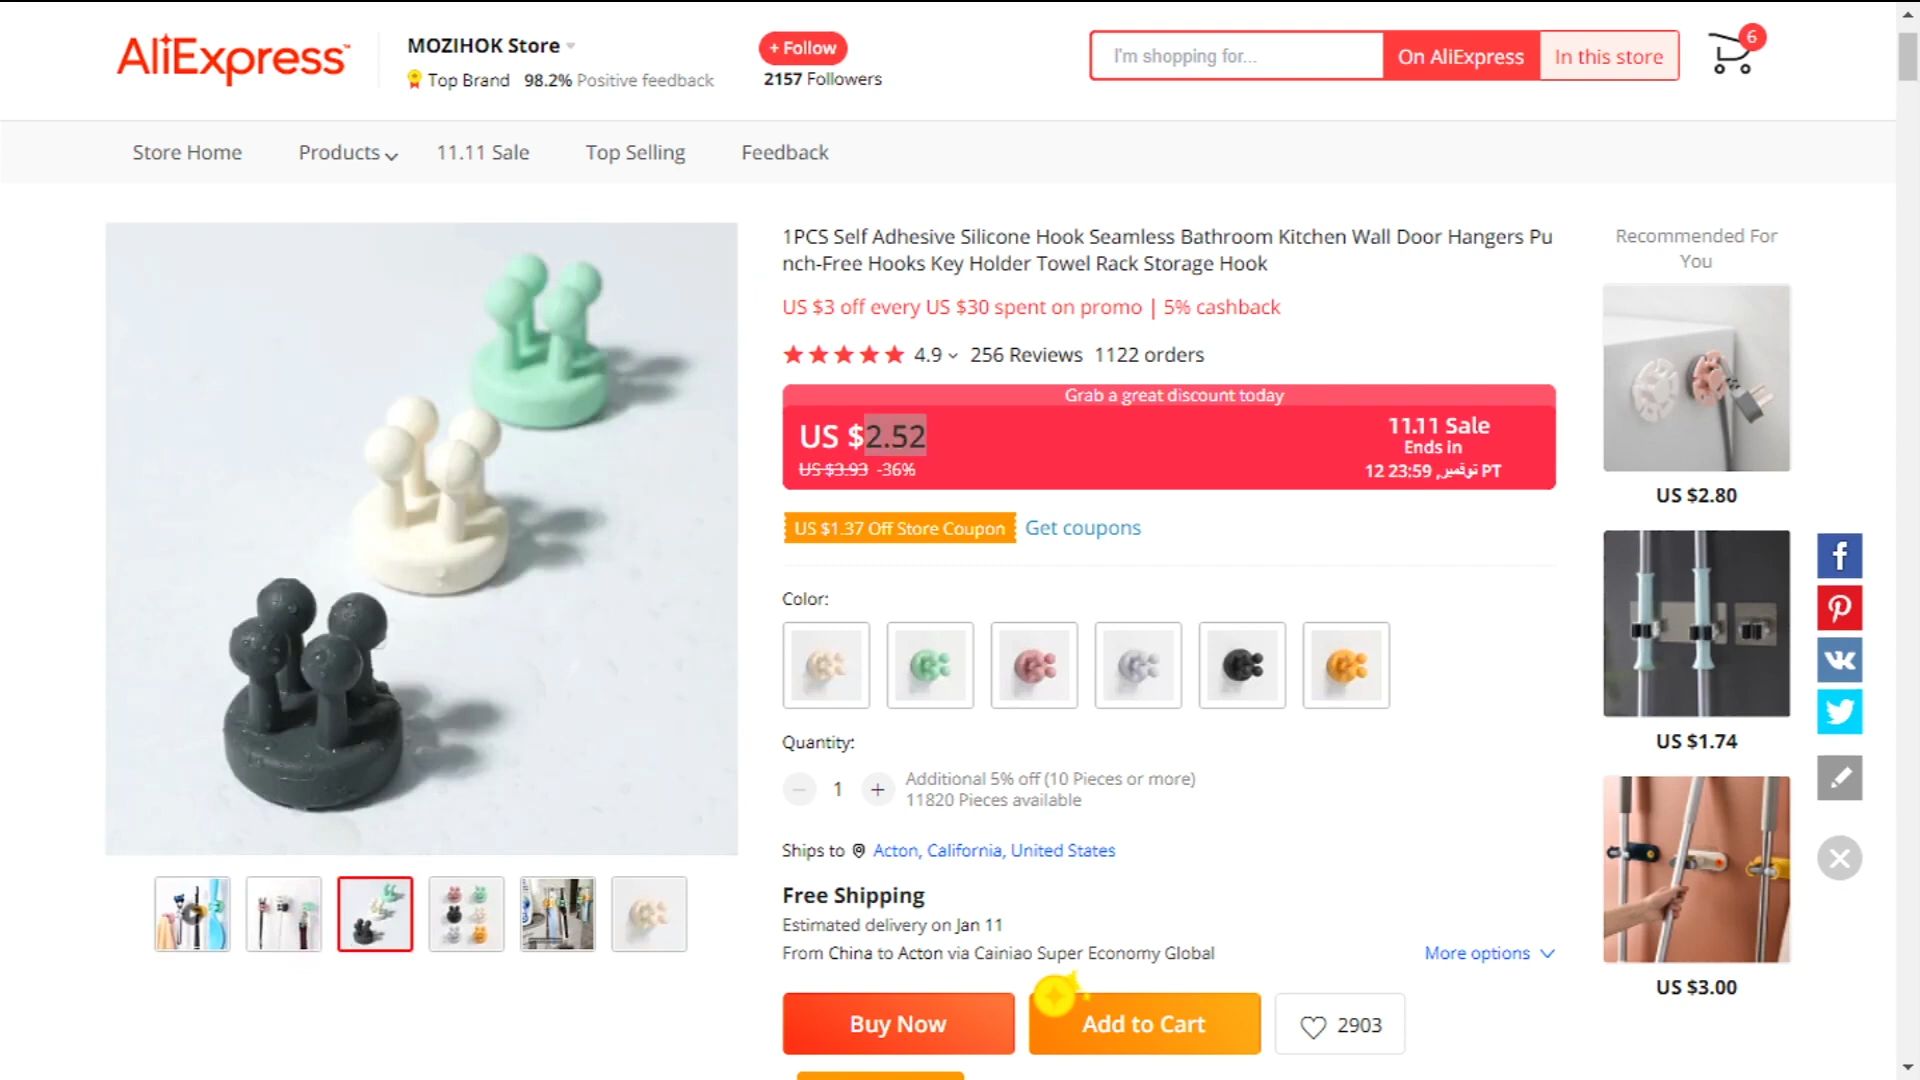 AliExpress™
MOZIHOK Store
Top Brand 98.2% Positive feedback
+ Follow
2157 Followers
I'm shopping for...
On AliExpress
In this store
6
Store Home
Products
11.11 Sale
Top Selling
Feedback
1PCS Self Adhesive Silicone Hook Seamless Bathroom Kitchen Wall Door Hangers Pu
nch-Free Hooks Key Holder Towel Rack Storage Hook
US $3 off every US $30 spent on promo | 5% cashback
4.9 256 Reviews 1122 orders
Grab a great discount today
US $2.52
US $3.93 -36%
11.11 Sale
Ends in
12 23:59 ,نوفمبر PT
US $1.37 Off Store Coupon
Get coupons
Color:
Quantity:
1
Additional 5% off (10 Pieces or more)
11820 Pieces available
Ships to Acton, California, United States
Free Shipping
Estimated delivery on Jan 11
From China to Acton via Cainiao Super Economy Global
More options
Buy Now
Add to Cart
2903
Recommended For
You
US $2.80
US $1.74
US $3.00